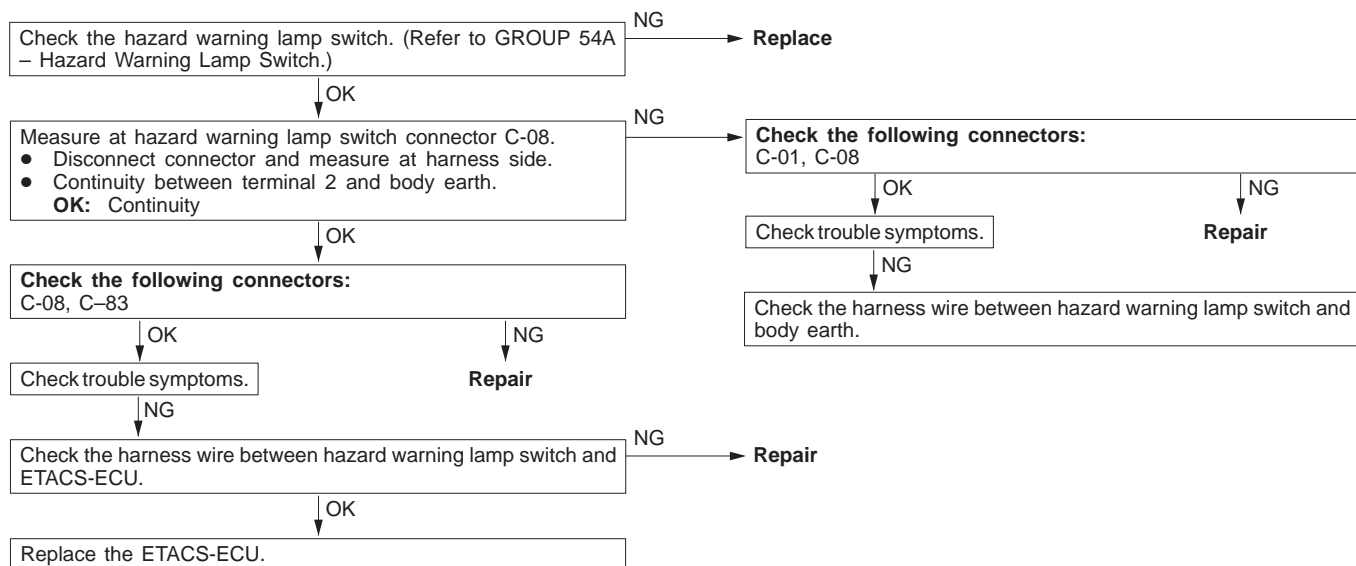 Check the hazard warning lamp switch. (Refer to GROUP 54A
– Hazard Warning Lamp Switch.)
NG
Replace
OK
Measure at hazard warning lamp switch connector C-08.
● Disconnect connector and measure at harness side.
● Continuity between terminal 2 and body earth.
OK: Continuity
NG
Check the following connectors:
C-01, C-08
OK
NG
Check trouble symptoms.
Repair
NG
Check the harness wire between hazard warning lamp switch and
body earth.
OK
Check the following connectors:
C-08, C–83
OK
NG
Check trouble symptoms.
Repair
NG
Check the harness wire between hazard warning lamp switch and
ETACS-ECU.
NG
Repair
OK
Replace the ETACS-ECU.